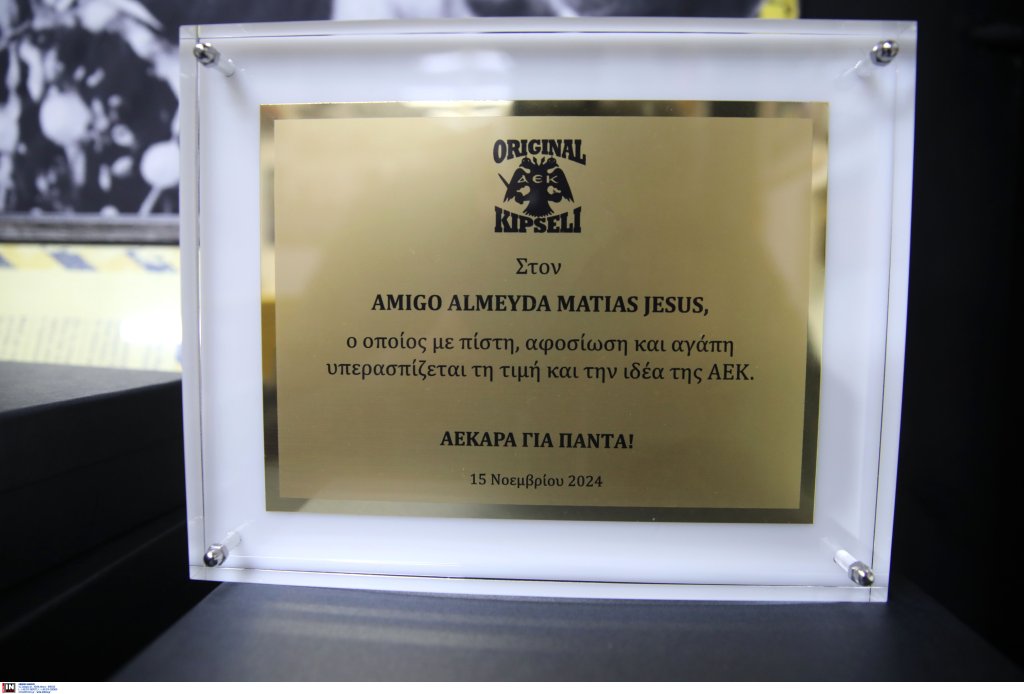 ORIGINAL
ΑΕΚ
KIPSELI
Στον
AMIGO ALMEYDA MATIAS JESUS,
ο οποίος με πίστη, αφοσίωση και αγάπη
υπερασπίζεται τη τιμή και την ιδέα της ΑΕΚ.
ΑΕΚΑΡΑ ΓΙΑ ΠΑΝΤΑ!
15 Νοεμβρίου 2024
IN